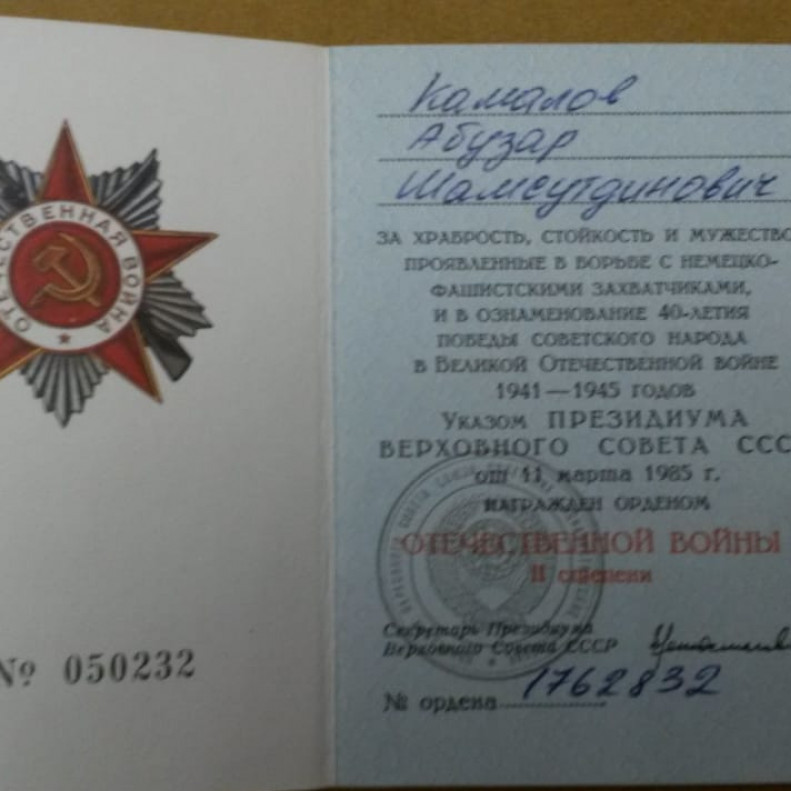 ОТЕЧЕСТВЕННАЯ ВОЙНА
№ 050232
Камалов
Абузар
Шамсутдинович
ЗА ХРАБРОСТЬ, СТОЙКОСТЬ И МУЖЕСТВО
ПРОЯВЛЕННЫЕ В БОРЬБЕ С НЕМЕЦКО-
ФАШИСТСКИМИ ЗАХВАТЧИКАМИ,
И В ОЗНАМЕНОВАНИЕ 40-ЛЕТИЯ
ПОБЕДЫ СОВЕТСКОГО НАРОДА
В ВЕЛИКОЙ ОТЕЧЕСТВЕННОЙ ВОЙНЕ
1941—1945 ГОДОВ
УКАЗОМ ПРЕЗИДИУМА
ВЕРХОВНОГО СОВЕТА ССС
от 11 марта 1985 г.
НАГРАЖДЕН ОРДЕНОМ
ОТЕЧЕСТВЕННОЙ ВОЙНЫ
II степени
Секретарь Президиума
Верховного Совета СССР
№ ордена 1762832